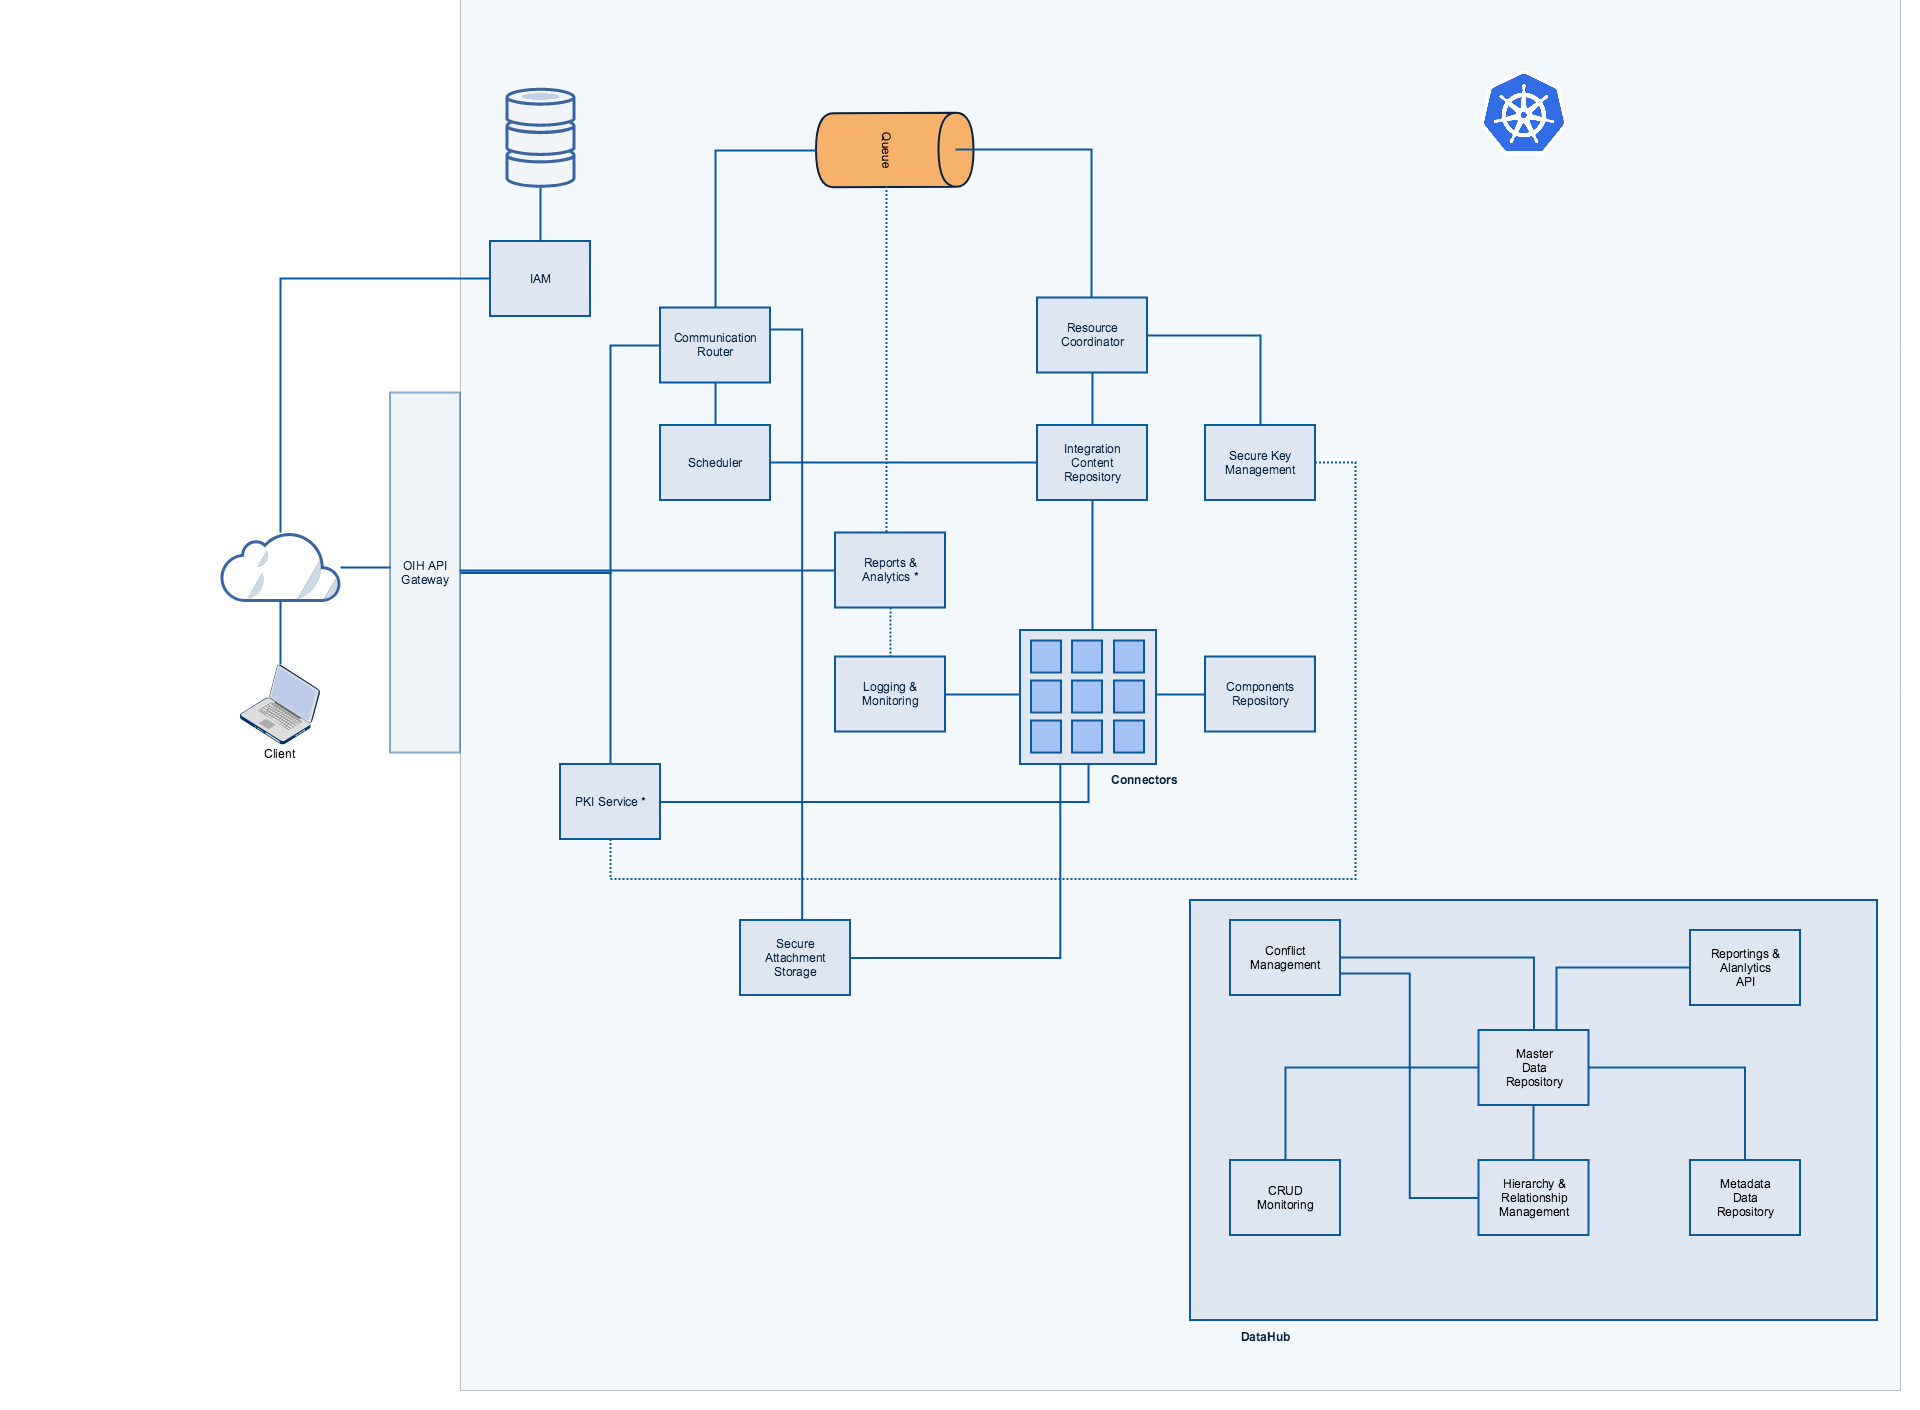 Queue
IAM
Communication
Router
Resource
Coordinator
Scheduler
Integration
Content
Repository
Secure Key
Management
OIH API
Gateway
Reports &
Analytics *
Logging &
Monitoring
Components
Repository
Client
Connectors
PKI Service *
Secure
Attachment
Storage
Conflict
Management
Reportings &
Alanlytics
API
Master
Data
Repository
CRUD
Monitoring
Hierarchy &
Relationship
Management
Metadata
Data
Repository
DataHub